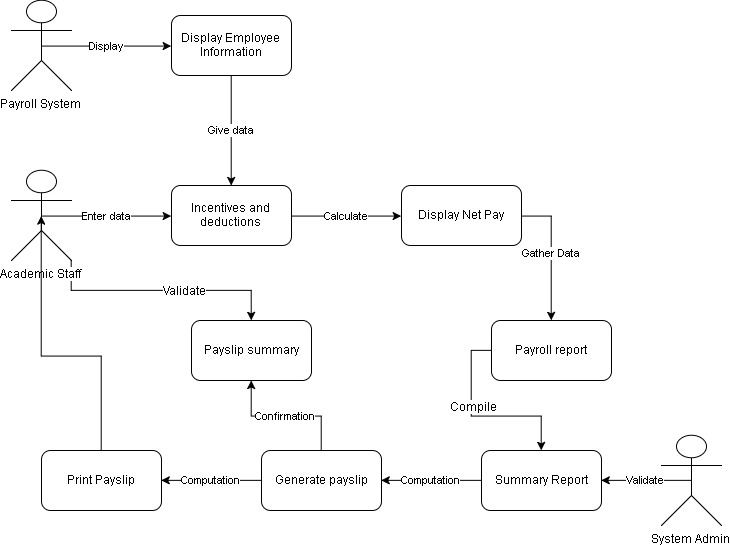 Display
Display Employee
Information
Payroll System
Give data
Enter data
Incentives and
deductions
Calculate
Display Net Pay
Gather Data
Academic Staff
Validate
Payslip summary
Payroll report
Compile
Confirmation
Print Payslip
Computation
Generate payslip
Computation
Summary Report
Validate
System Admin